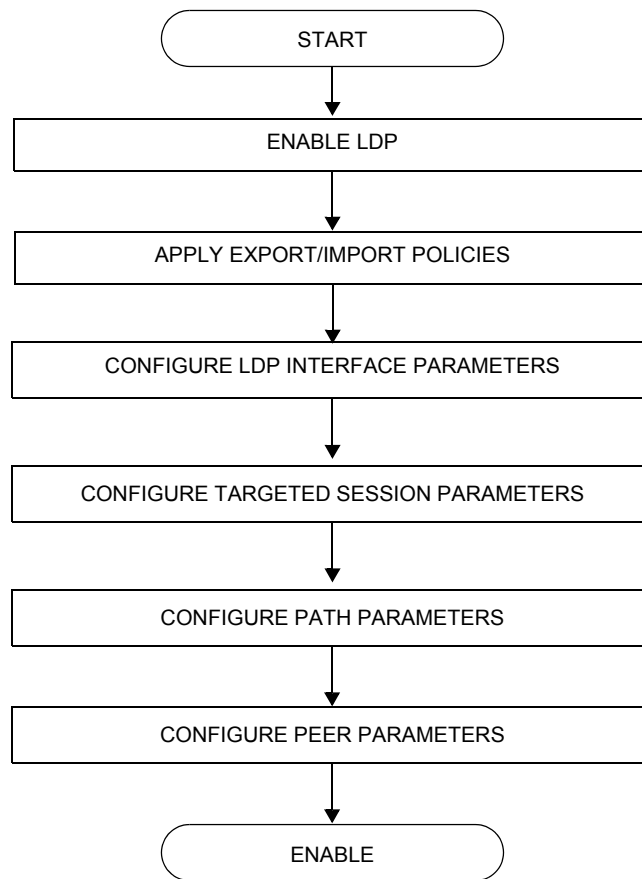 START
ENABLE LDP
APPLY EXPORT/IMPORT POLICIES
CONFIGURE LDP INTERFACE PARAMETERS
CONFIGURE TARGETED SESSION PARAMETERS
CONFIGURE PATH PARAMETERS
CONFIGURE PEER PARAMETERS
ENABLE